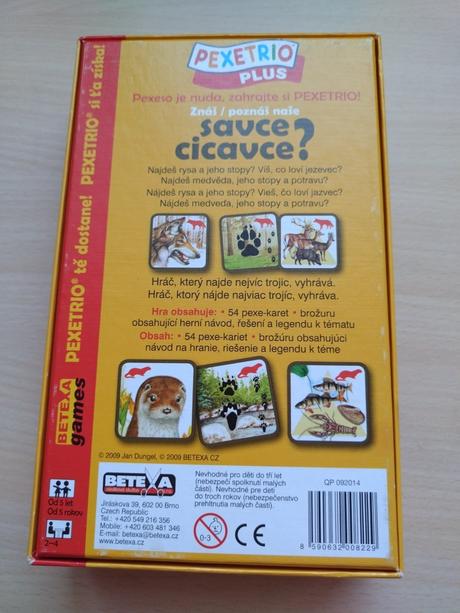 PEXETRIO
PLUS
Pexeso je nuda, zahrajte si PEXETRIO!
Znáš / poznáš naše
savce
cicavce?
Najdeš rysa a jeho stopy? Víš, co loví jezevec?
Najdeš medvěda, jeho stopy a potravu?
Nájdeš rysa a jeho stopy? Vieš, čo loví jazvec?
Nájdeš medveďa, jeho stopy a potravu?
Hráč, který najde nejvíc trojic, vyhrává.
Hráč, ktorý nájde najviac trojíc, vyhráva.
Hra obsahuje: • 54 pexe-karet • brožuru
obsahující herní návod, řešení a legendu k tématu
Obsah: • 54 pexe-kariet • brožúru obsahujúci
návod na hranie, riešenie a legendu k téme
© 2009 Jan Dungel, © 2009 BETEXA CZ
BETEXA
Jiráskova 39, 602 00 Brno
Czech Republic
Tel.: +420 549 216 356
Mobile: +420 603 481 346
E-mail: betexa@betexa.cz
www.betexa.cz
Nevhodné pro děti do tří let
(nebezpečí spolknutí malých
částí). Nevhodné pre deti
do troch rokov (nebezpečenstvo
prehltnutia malých častí).
0-3
CE
QP 092014
8 590632 008229
BETEXA
games
PEXETRIO® tě dostane! PEXETRIO® si ťa získa!
Od 5 let
Od 5 rokov
2–4